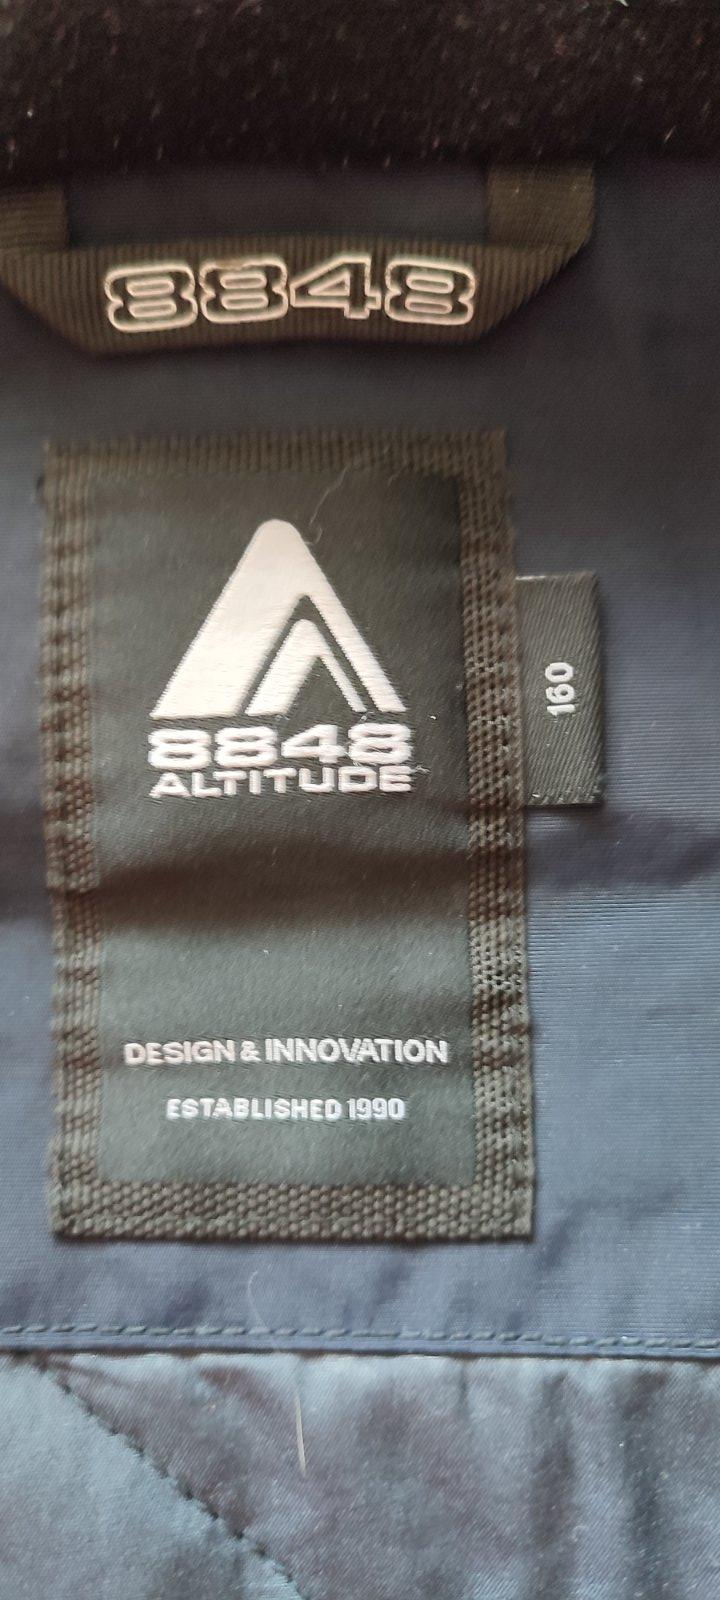 8848
8848
ALTITUDE
160
DESIGN & INNOVATION
ESTABLISHED 1990